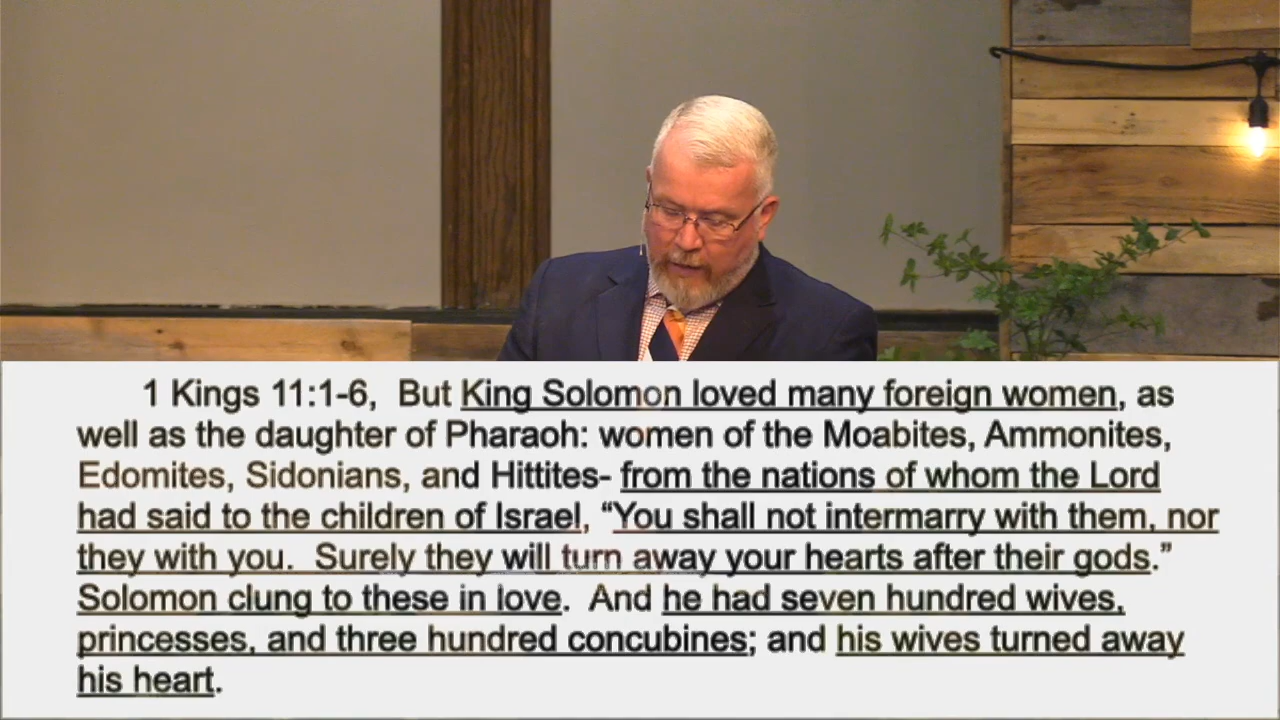 1 Kings 11:1-6,  But King Solomon loved many foreign women, as
well as the daughter of Pharaoh: women of the Moabites, Ammonites,
Edomites, Sidonians, and Hittites- from the nations of whom the Lord
had said to the children of Israel, “You shall not intermarry with them, nor
they with you.  Surely they will turn away your hearts after their gods.”
Solomon clung to these in love.  And he had seven hundred wives,
princesses, and three hundred concubines; and his wives turned away
his heart.